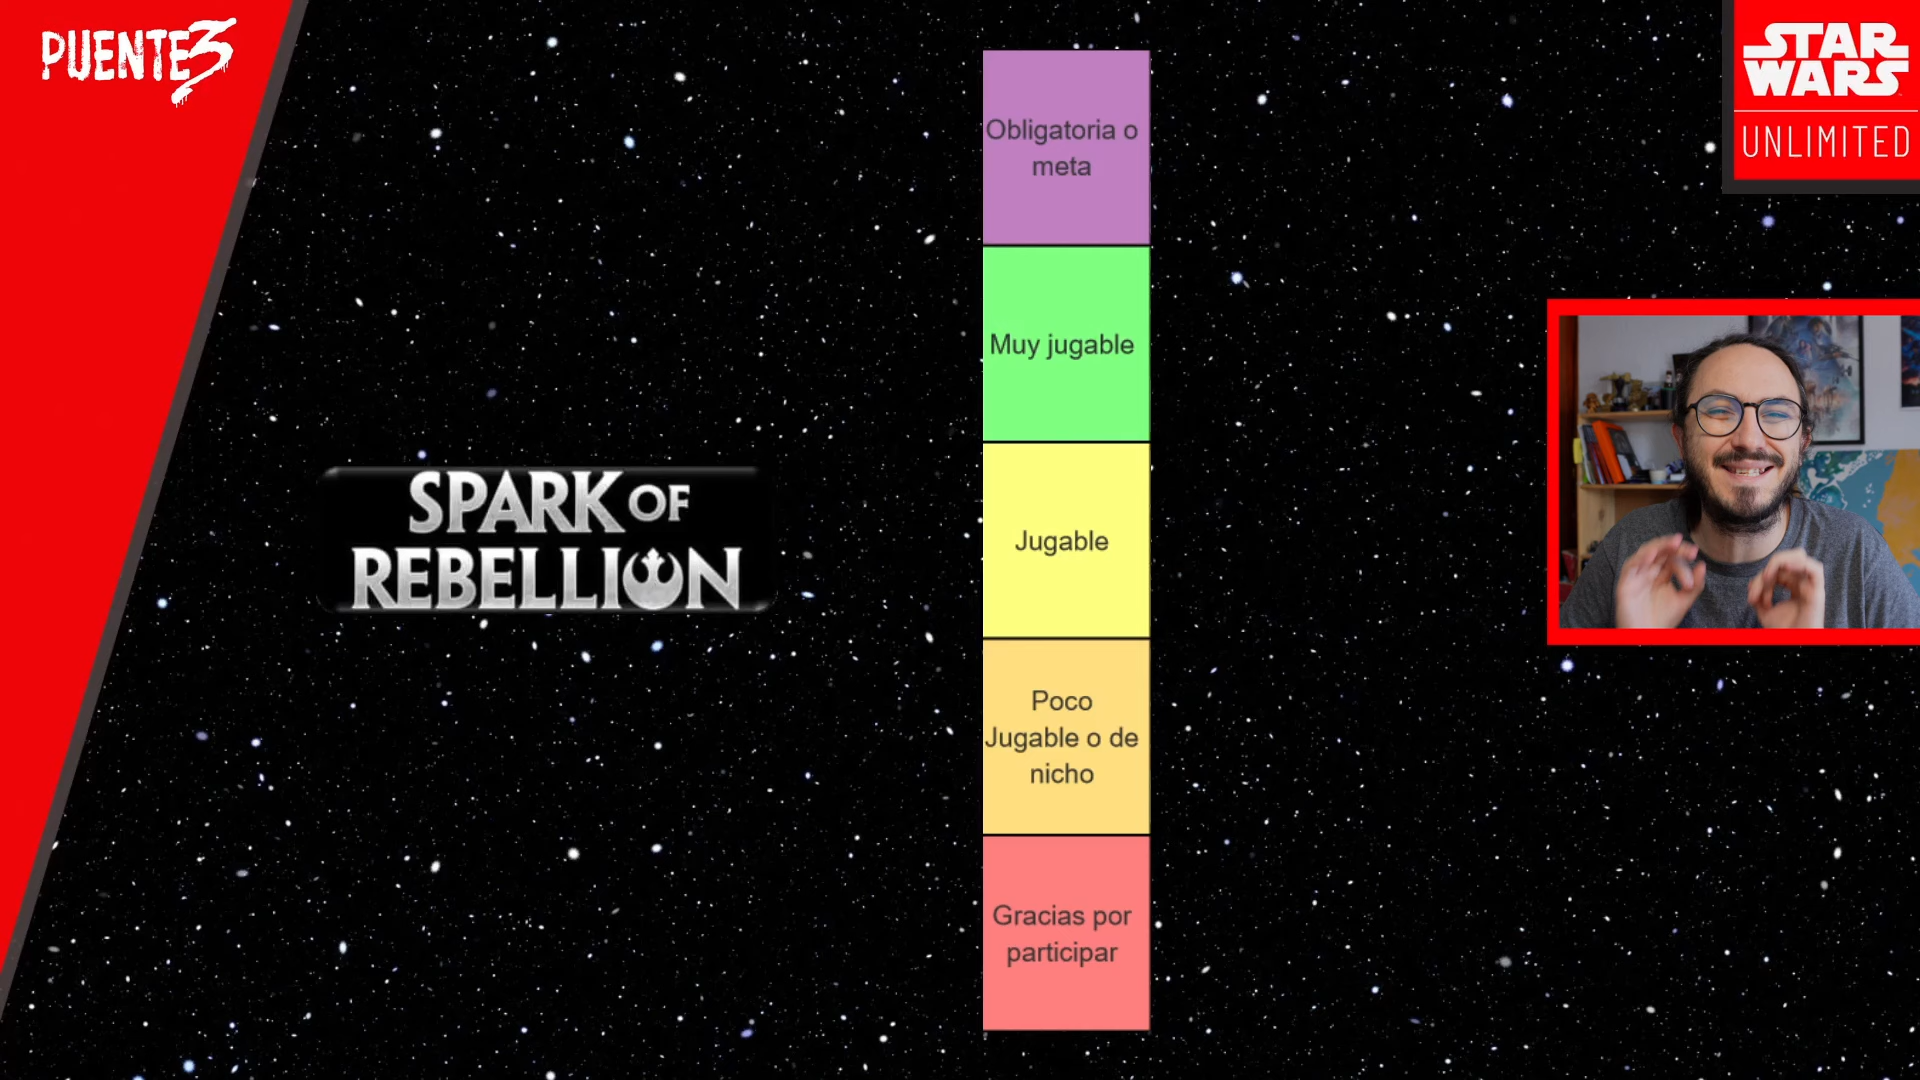 PUENTE3
STAR
WARS
UNLIMITED
SPARK OF
REBELLION
Obligatoria o
meta
Muy jugable
Jugable
Poco
Jugable o de
nicho
Gracias por
participar